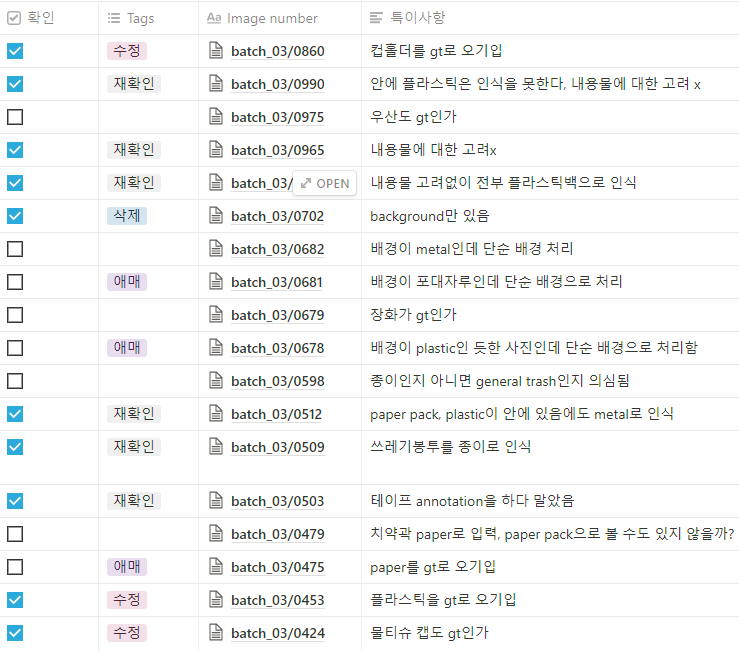 확인 Tags Aa Image number 특이사항
수정 batch_03/0860 컵홀더를 gt로 오기입
재확인 batch_03/0990 안에 플라스틱은 인식을 못한다, 내용물에 대한 고려 x
batch_03/0975 우산도 gt인가
재확인 batch_03/0965 내용물에 대한 고려x
재확인 batch_03/ OPEN 내용물 고려없이 전부 플라스틱백으로 인식
삭제 batch_03/0702 background만 있음
batch_03/0682 배경이 metal인데 단순 배경 처리
애매 batch_03/0681 배경이 포대자루인데 단순 배경으로 처리
batch_03/0679 장화가 gt인가
애매 batch_03/0678 배경이 plastic인 듯한 사진인데 단순 배경으로 처리함
batch_03/0598 종이인지 아니면 general trash인지 의심됨
재확인 batch_03/0512 paper pack, plastic이 안에 있음에도 metal로 인식
재확인 batch_03/0509 쓰레기봉투를 종이로 인식
재확인 batch_03/0503 테이프 annotation을 하다 말았음
batch_03/0479 치약곽 paper로 입력, paper pack으로 볼 수도 있지 않을까?
애매 batch_03/0475 paper를 gt로 오기입
수정 batch_03/0453 플라스틱을 gt로 오기입
수정 batch_03/0424 물티슈 캡도 gt인가